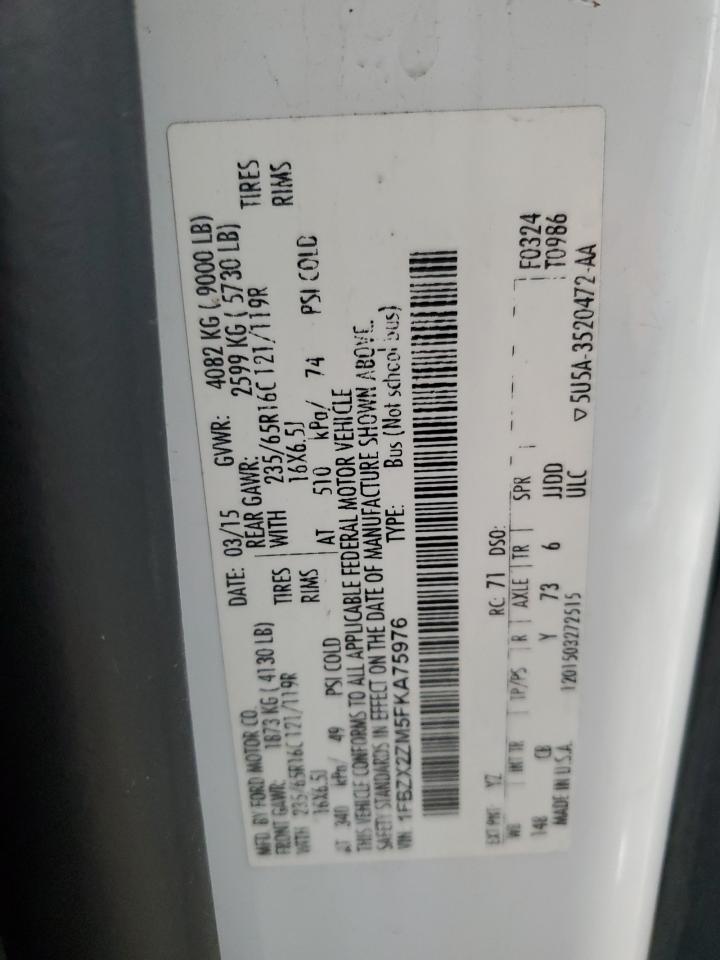 MFD. BY FORD MOTOR CO. DATE: 03/15 GVWR: 4082 KG ( 9000 LB)
FRONT GAWR: 1873 KG ( 4130 LB) REAR GAWR: 2599 KG ( 5730 LB)
WITH 235/65R16C 121/119R TIRES WITH 235/65R16C 121/119R TIRES
16X6.5J RIMS 16X6.5J RIMS
AT 340 kPa/ 49 PSI COLD AT 510 kPa/ 74 PSI COLD
THIS VEHICLE CONFORMS TO ALL APPLICABLE FEDERAL MOTOR VEHICLE
SAFETY STANDARDS IN EFFECT ON THE DATE OF MANUFACTURE SHOWN ABOVE.
VIN: 1FBZX2ZM5FKA75976 TYPE: Bus (Not school bus)
EXT PNT: YZ RC: 71 DSO: F0324
WB INT TR TP/PS R AXLE TR SPR T0986
148 CB Y 73 6 JJDD
MADE IN U.S.A. 1201503272515 ULC ▽5U5A-3520472-AA